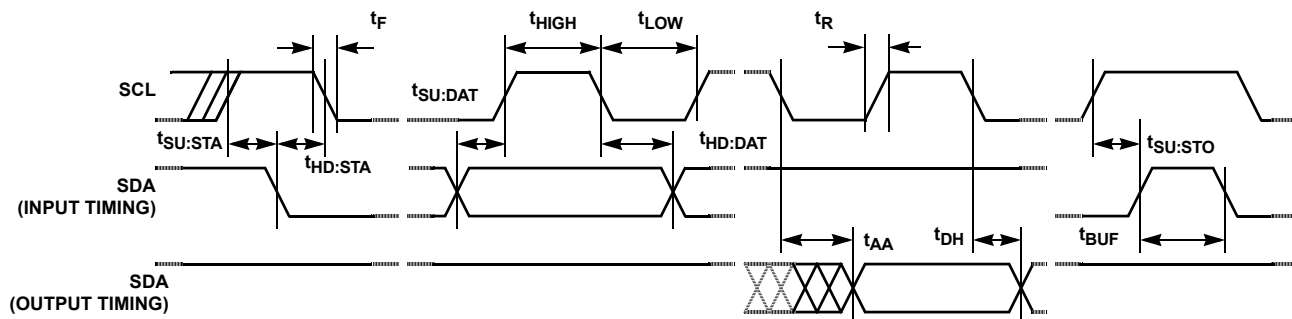 tF
tHIGH
tLOW
tR
SCL
tSU:DAT
tSU:STA
tHD:STA
tHD:DAT
tSU:STO
SDA
(INPUT TIMING)
tAA
tDH
tBUF
SDA
(OUTPUT TIMING)